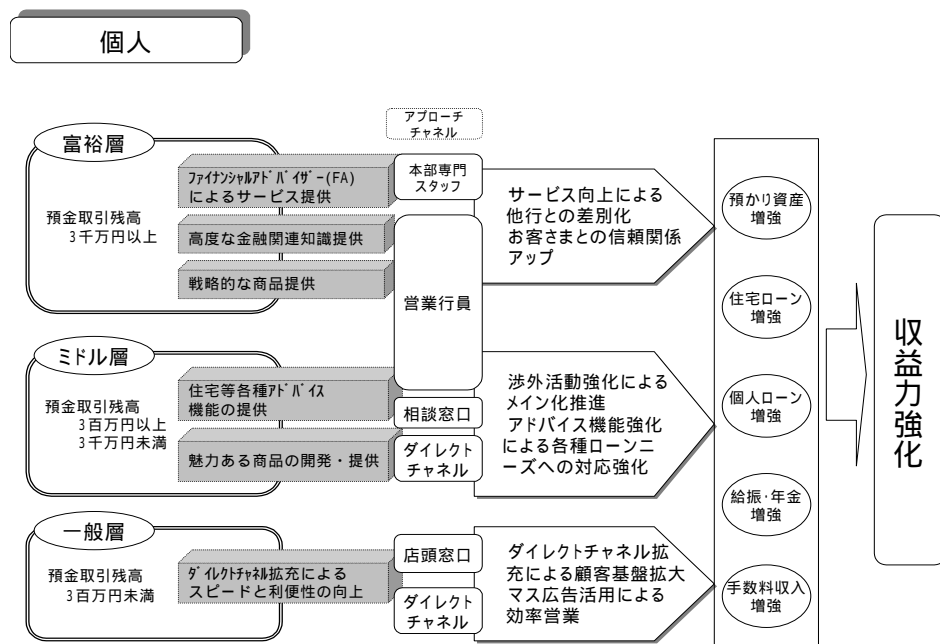 個人
アプローチ
チャネル
富裕層
預金取引残高
3千万円以上
ﾌｧｲﾅﾝｼｬﾙｱﾄﾞﾊﾞｲｻﾞｰ(FA)
によるサービス提供
高度な金融関連知識提供
戦略的な商品提供
本部専門
スタッフ
営業行員
サービス向上による
他行との差別化
お客さまとの信頼関係
アップ
ミドル層
預金取引残高
3百万円以上
3千万円未満
住宅等各種ｱﾄﾞﾊﾞｲｽ
機能の提供
魅力ある商品の開発・提供
相談窓口
ダイレクト
チャネル
渉外活動強化による
メイン化推進
アドバイス機能強化
による各種ローンニ
ーズへの対応強化
一般層
預金取引残高
3百万円未満
ﾀﾞｲﾚｸﾄﾁｬﾈﾙ拡充による
スピードと利便性の向上
店頭窓口
ダイレクト
チャネル
ダイレクトチャネル拡
充による顧客基盤拡大
マス広告活用による
効率営業
預かり資産
増強
住宅ローン
増強
個人ローン
増強
給振・年金
増強
手数料収入
増強
収益力強化